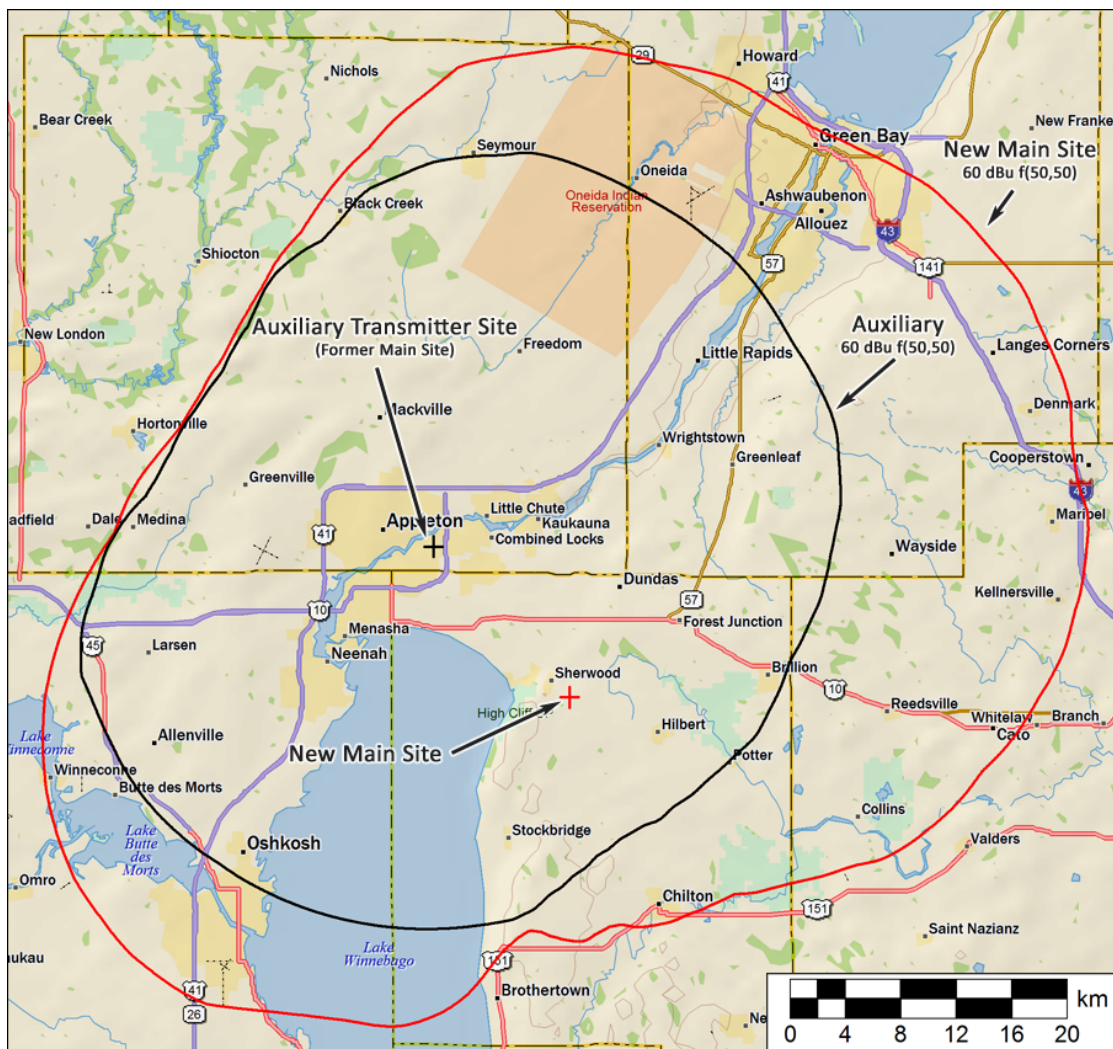 Nichols
29
Howard
41
Bear Creek
New Franke
Green Bay
New Main Site
60 dBu f(50,50)
Seymour
Oneida
Oneida Indian
Reservation
Ashwaubenon
Allouez
Black Creek
43
141
Shiocton
57
Auxiliary Transmitter Site
(Former Main Site)
Auxiliary
60 dBu f(50,50)
New London
Freedom
Little Rapids
Langes Corners
Mackville
Denmark
Hortonville
Wrightstown
Greenleaf
Cooperstown
Greenville
43
adfield
Dale
Medina
Appleton
Little Chute
Kaukauna
Combined Locks
41
Maribel
Wayside
Dundas
57
Kellnersville
10
Forest Junction
Menasha
45
Larsen
Neenah
Brillion
Sherwood
10
High Cliff
Reedsville
Whitelaw
Branch
Cato
Hilbert
Lake
Winneconne
Allenville
New Main Site
Potter
Winneconne
Butte des Morts
Collins
Stockbridge
Lake
Butte
des
Morts
Oshkosh
Valders
Omro
Chilton
151
Saint Nazianz
aukau
Lake
Winnebago
151
141
26
Brothertown
Ne
km
0 4 8 12 16 20